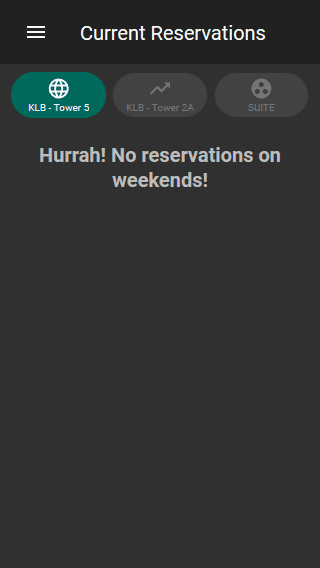 Current Reservations
KLB - Tower 5
KLB - Tower 2A
SUITE
Hurrah! No reservations on
weekends!